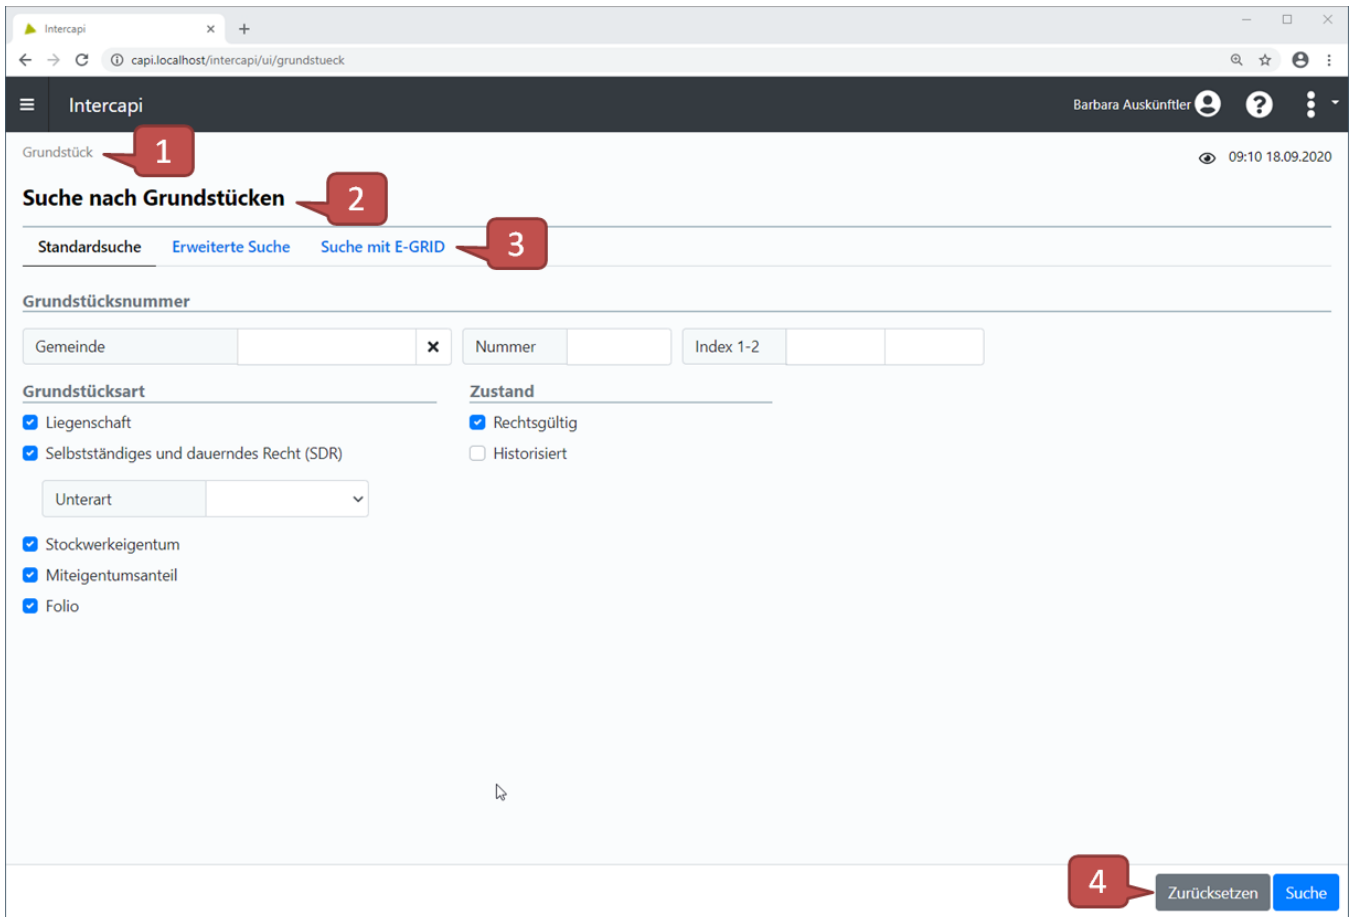 Intercapi
capi.localhost/intercapi/ui/grundstueck
Intercapi Barbara Auskünftler
Grundstück 1 09:10 18.09.2020
Suche nach Grundstücken 2
Standardsuche Erweiterte Suche Suche mit E-GRID 3
Grundstücksnummer
Gemeinde Nummer Index 1-2
Grundstücksart Zustand
Liegenschaft Rechtsgültig
Selbstständiges und dauerndes Recht (SDR) Historisiert
Unterart
Stockwerkeigentum
Miteigentumsanteil
Folio
4 Zurücksetzen Suche